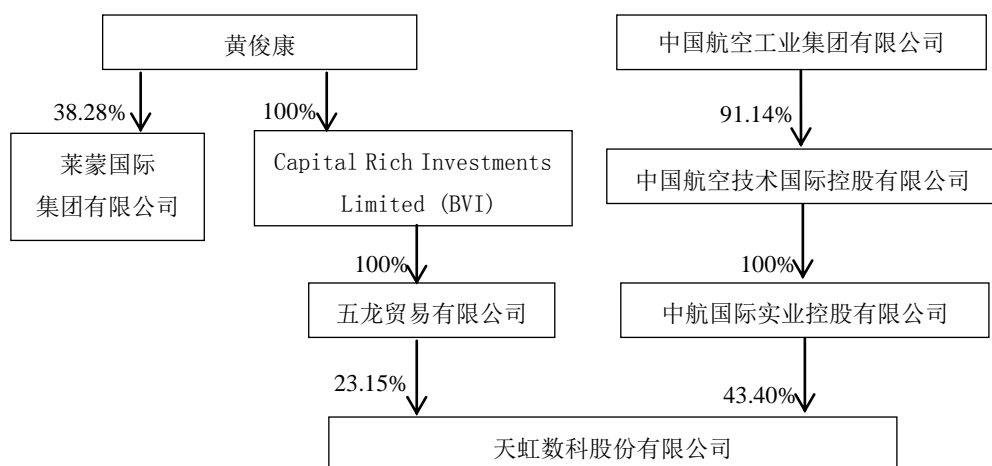 黄俊康
中国航空工业集团有限公司
38.28%
100%
91.14%
莱蒙国际
集团有限公司
Capital Rich Investments
Limited (BVI)
中国航空技术国际控股有限公司
100%
100%
五龙贸易有限公司
中航国际实业控股有限公司
23.15%
43.40%
天虹数科股份有限公司